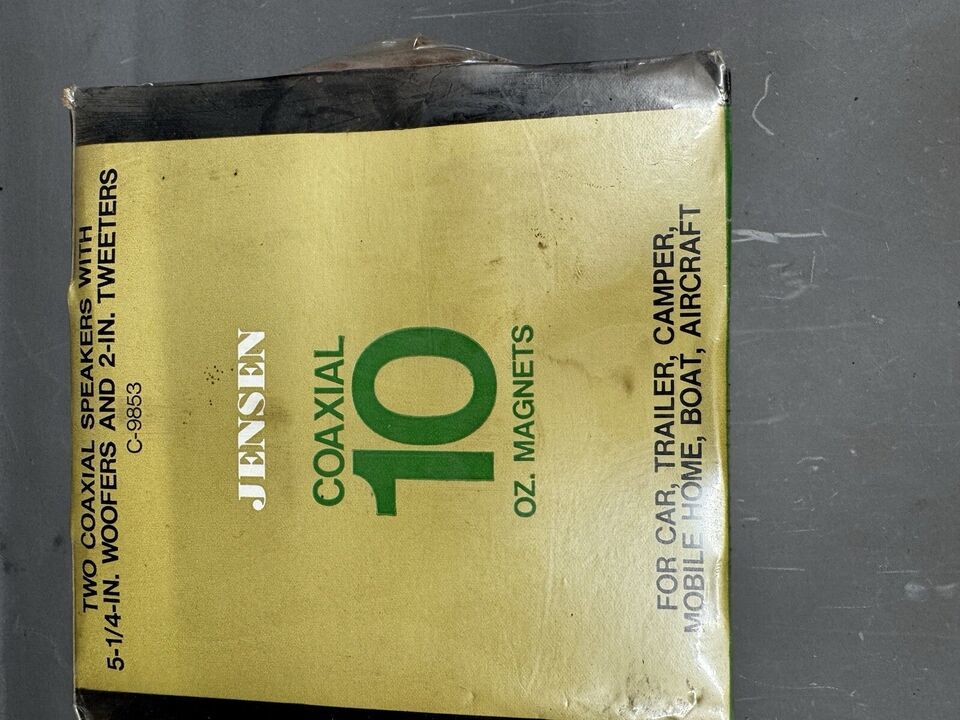 TWO COAXIAL SPEAKERS WITH
5-1/4-IN. WOOFERS AND 2-IN. TWEETERS
C-9853
JENSEN
COAXIAL
10
OZ. MAGNETS
FOR CAR, TRAILER, CAMPER,
MOBILE HOME, BOAT, AIRCRAFT